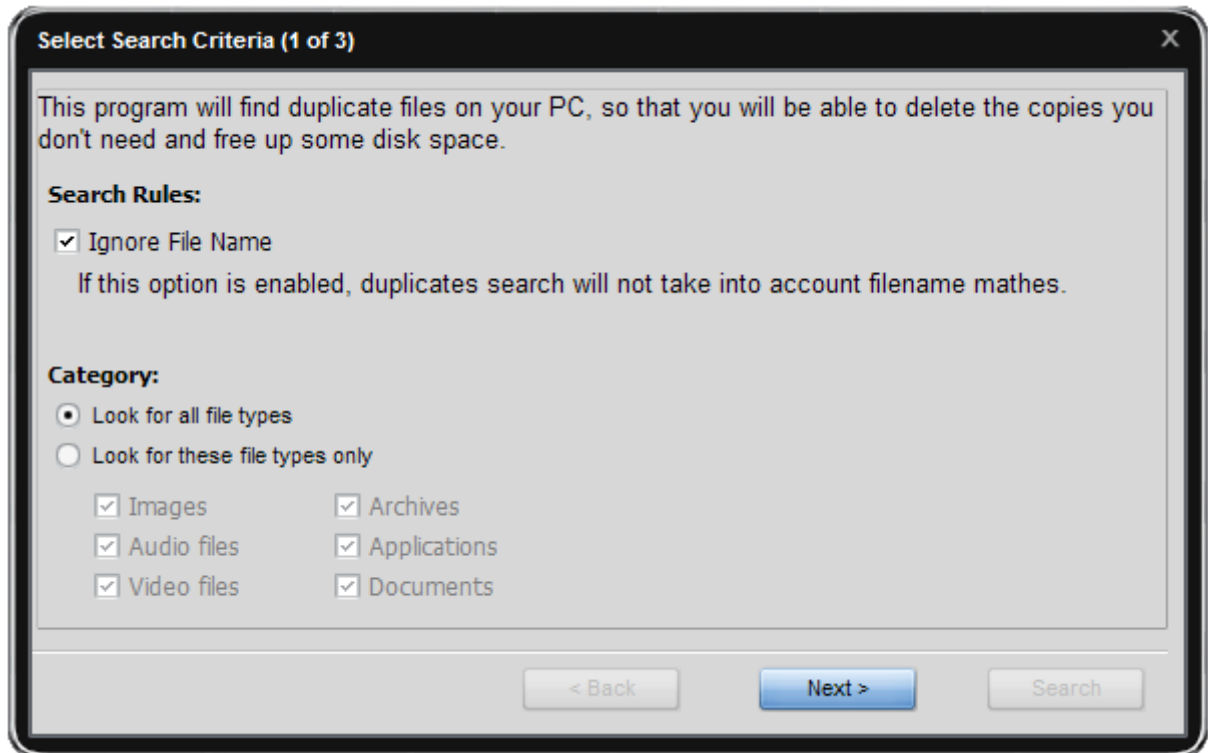 Select Search Criteria (1 of 3)
X
This program will find duplicate files on your PC, so that you will be able to delete the copies you
don't need and free up some disk space.
Search Rules:
Ignore File Name
If this option is enabled, duplicates search will not take into account filename mathes.
Category:
Look for all file types
Look for these file types only
Images Archives
Audio files Applications
Video files Documents
< Back Next > Search